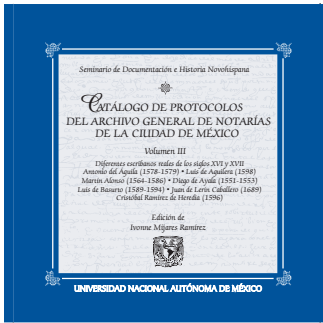 Seminario de Documentación e Historia Novohispana
CATÁLOGO DE PROTOCOLOS
DEL ARCHIVO GENERAL DE NOTARÍAS
DE LA CIUDAD DE MÉXICO
Volumen III
Diferentes escribanos reales de los siglos XVI y XVII
Antonio del Águila (1578-1579) • Luis de Aguilera (1598)
Martín Alonso (1564-1586) • Diego de Ayala (1551-1553)
Luis de Basurto (1589-1594) • Juan de Lerín Caballero (1689)
Cristóbal Ramírez de Heredia (1596)
Edición de
Ivonne Mijares Ramírez
UNIVERSIDAD NACIONAL AUTÓNOMA DE MÉXICO